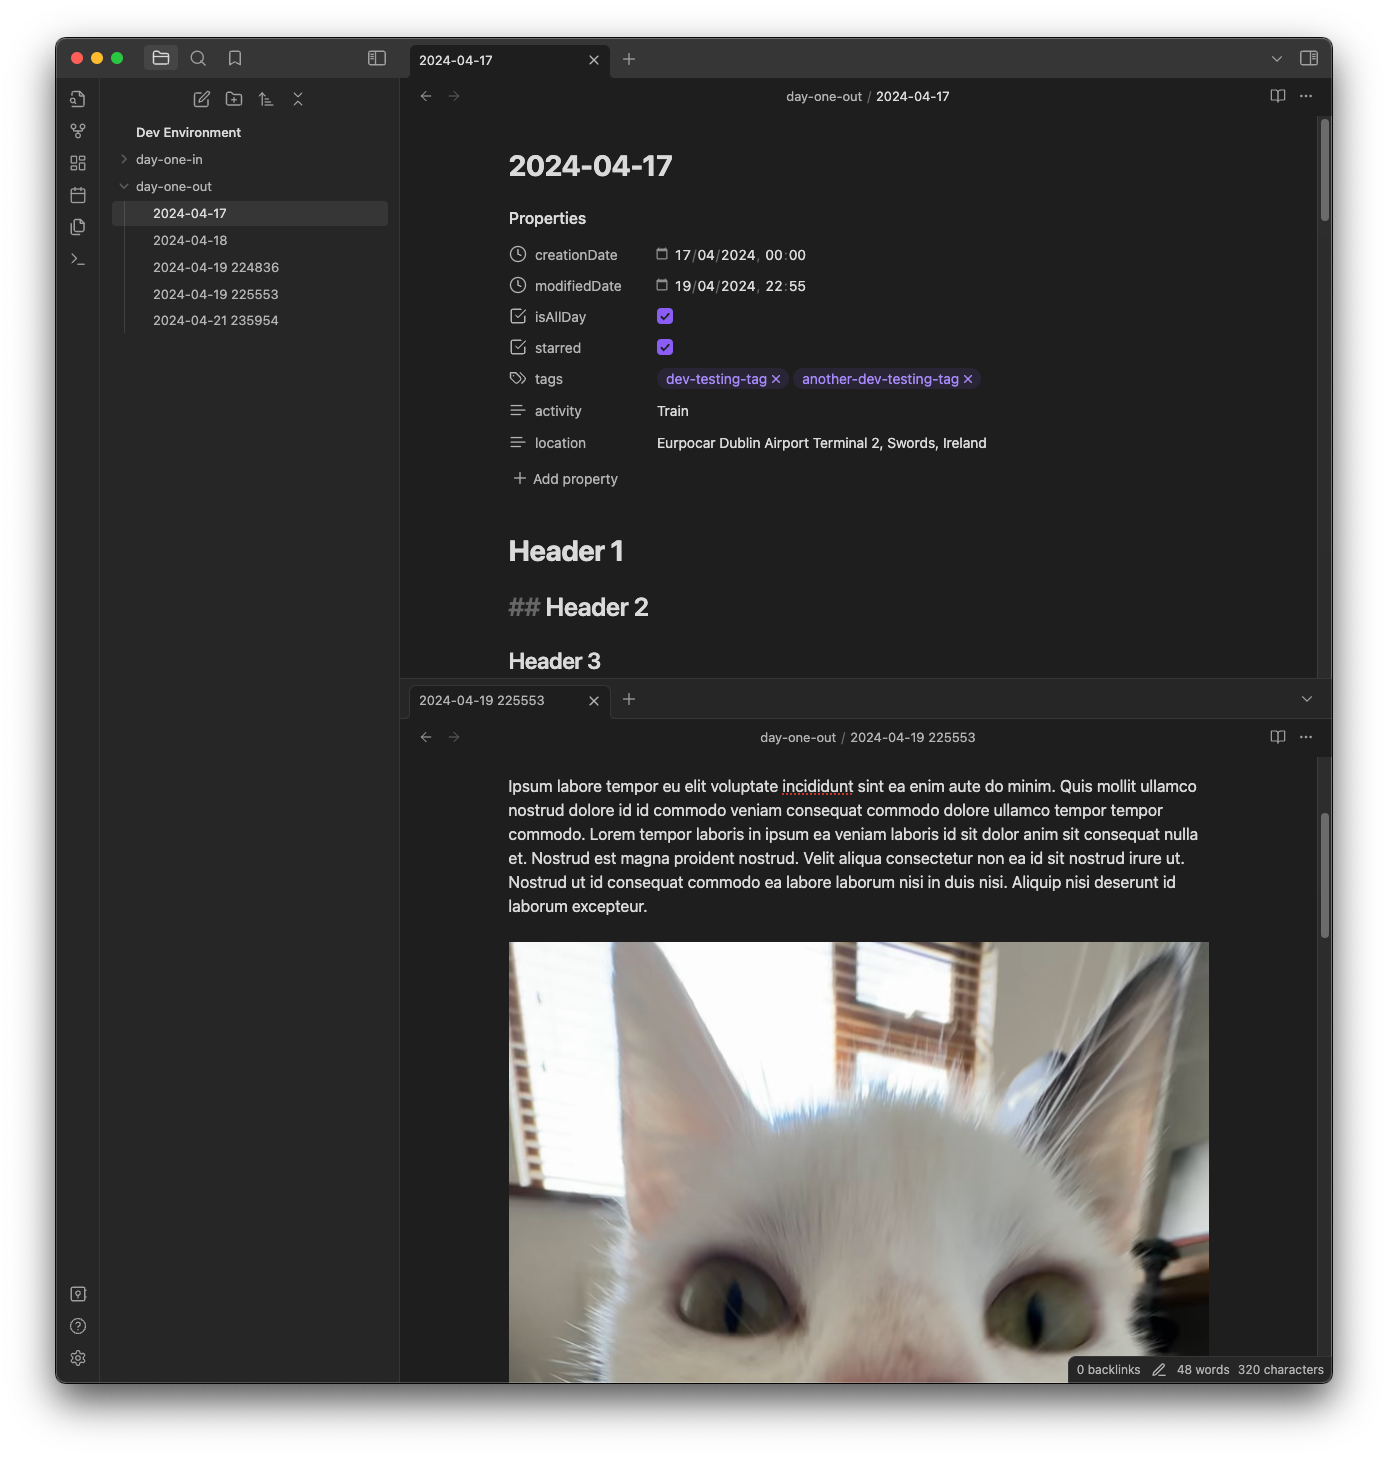 2024-04-17
Dev Environment
day-one-in
day-one-out
2024-04-17
2024-04-18
2024-04-19 224836
2024-04-19 225553
2024-04-21 235954
day-one-out / 2024-04-17
2024-04-17
Properties
creationDate 17/04/2024, 00:00
modifiedDate 19/04/2024, 22:55
isAllDay
starred
tags dev-testing-tag another-dev-testing-tag
activity Train
location Eurpocar Dublin Airport Terminal 2, Swords, Ireland
Add property
Header 1
## Header 2
Header 3
2024-04-19 225553
day-one-out / 2024-04-19 225553
Ipsum labore tempor eu elit voluptate incididunt sint ea enim aute do minim. Quis mollit ullamco
nostrud dolore id id commodo veniam consequat commodo dolore ullamco tempor tempor
commodo. Lorem tempor laboris in ipsum ea veniam laboris id sit dolor anim sit consequat nulla
et. Nostrud est magna proident nostrud. Velit aliqua consectetur non ea id sit nostrud irure ut.
Nostrud ut id consequat commodo ea labore laborum nisi in duis nisi. Aliquip nisi deserunt id
laborum excepteur.
0 backlinks 48 words 320 characters